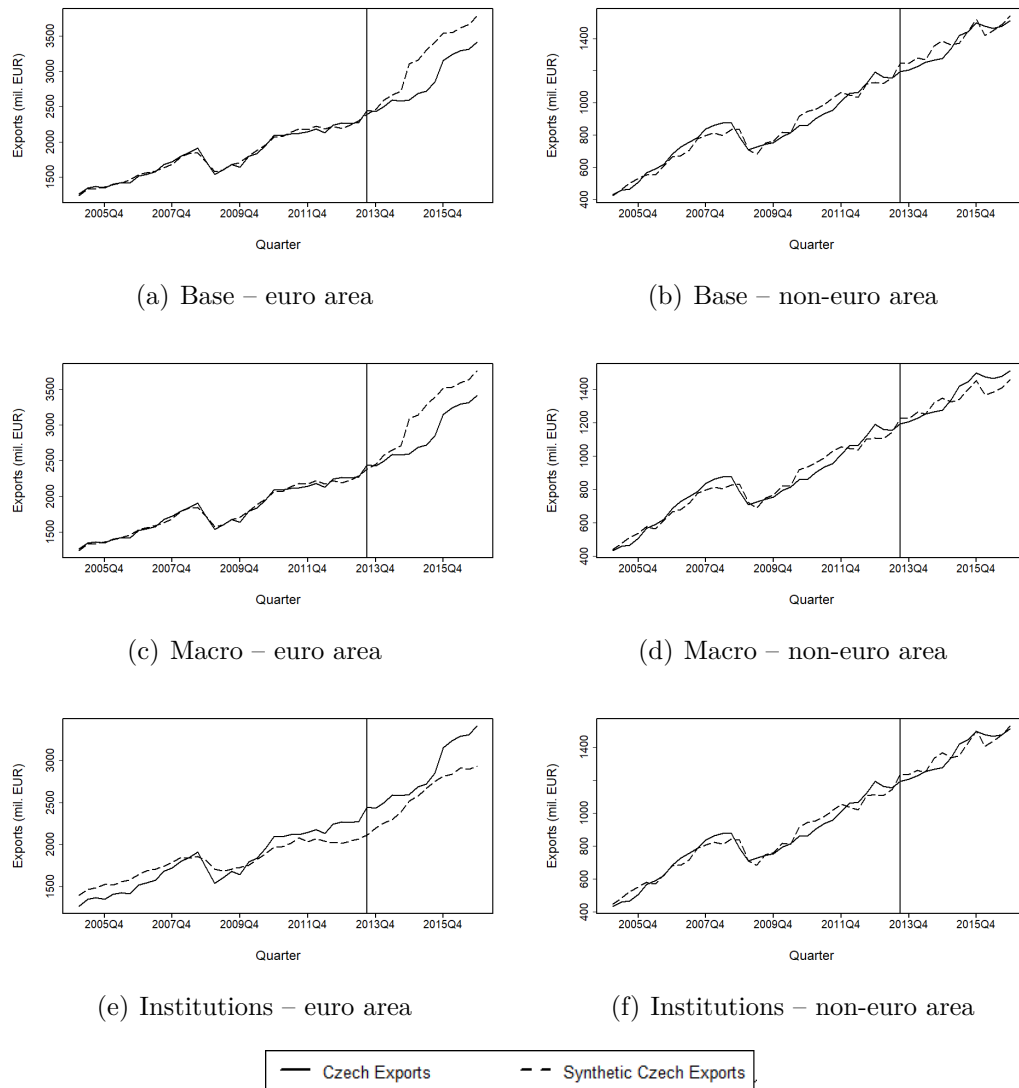 Exports (mil. EUR)
3500
3000
2500
2000
1500
2005Q4 2007Q4 2009Q4 2011Q4 2013Q4 2015Q4
Quarter
(a) Base – euro area
Exports (mil. EUR)
1400
1000
800
600
400
2005Q4 2007Q4 2009Q4 2011Q4 2013Q4 2015Q4
Quarter
(b) Base – non-euro area
Exports (mil. EUR)
3500
3000
2500
2000
1500
2005Q4 2007Q4 2009Q4 2011Q4 2013Q4 2015Q4
Quarter
(c) Macro – euro area
Exports (mil. EUR)
1400
1200
1000
800
600
400
2005Q4 2007Q4 2009Q4 2011Q4 2013Q4 2015Q4
Quarter
(d) Macro – non-euro area
Exports (mil. EUR)
3000
2500
2000
1500
2005Q4 2007Q4 2009Q4 2011Q4 2013Q4 2015Q4
Quarter
(e) Institutions – euro area
Exports (mil. EUR)
1400
1000
800
600
400
2005Q4 2007Q4 2009Q4 2011Q4 2013Q4 2015Q4
Quarter
(f) Institutions – non-euro area
Czech Exports
Synthetic Czech Exports